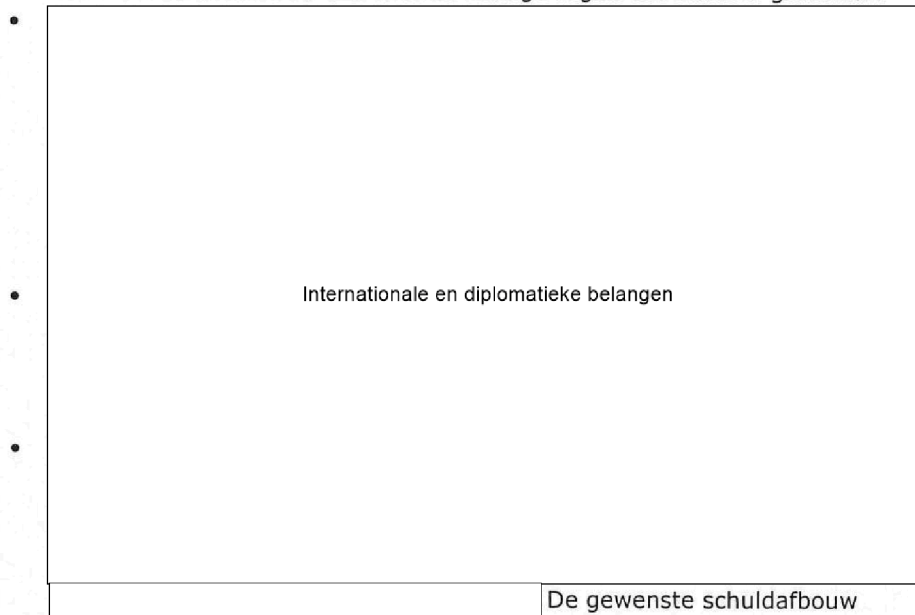 •
• Internationale en diplomatieke belangen
•
De gewenste schuldafbouw